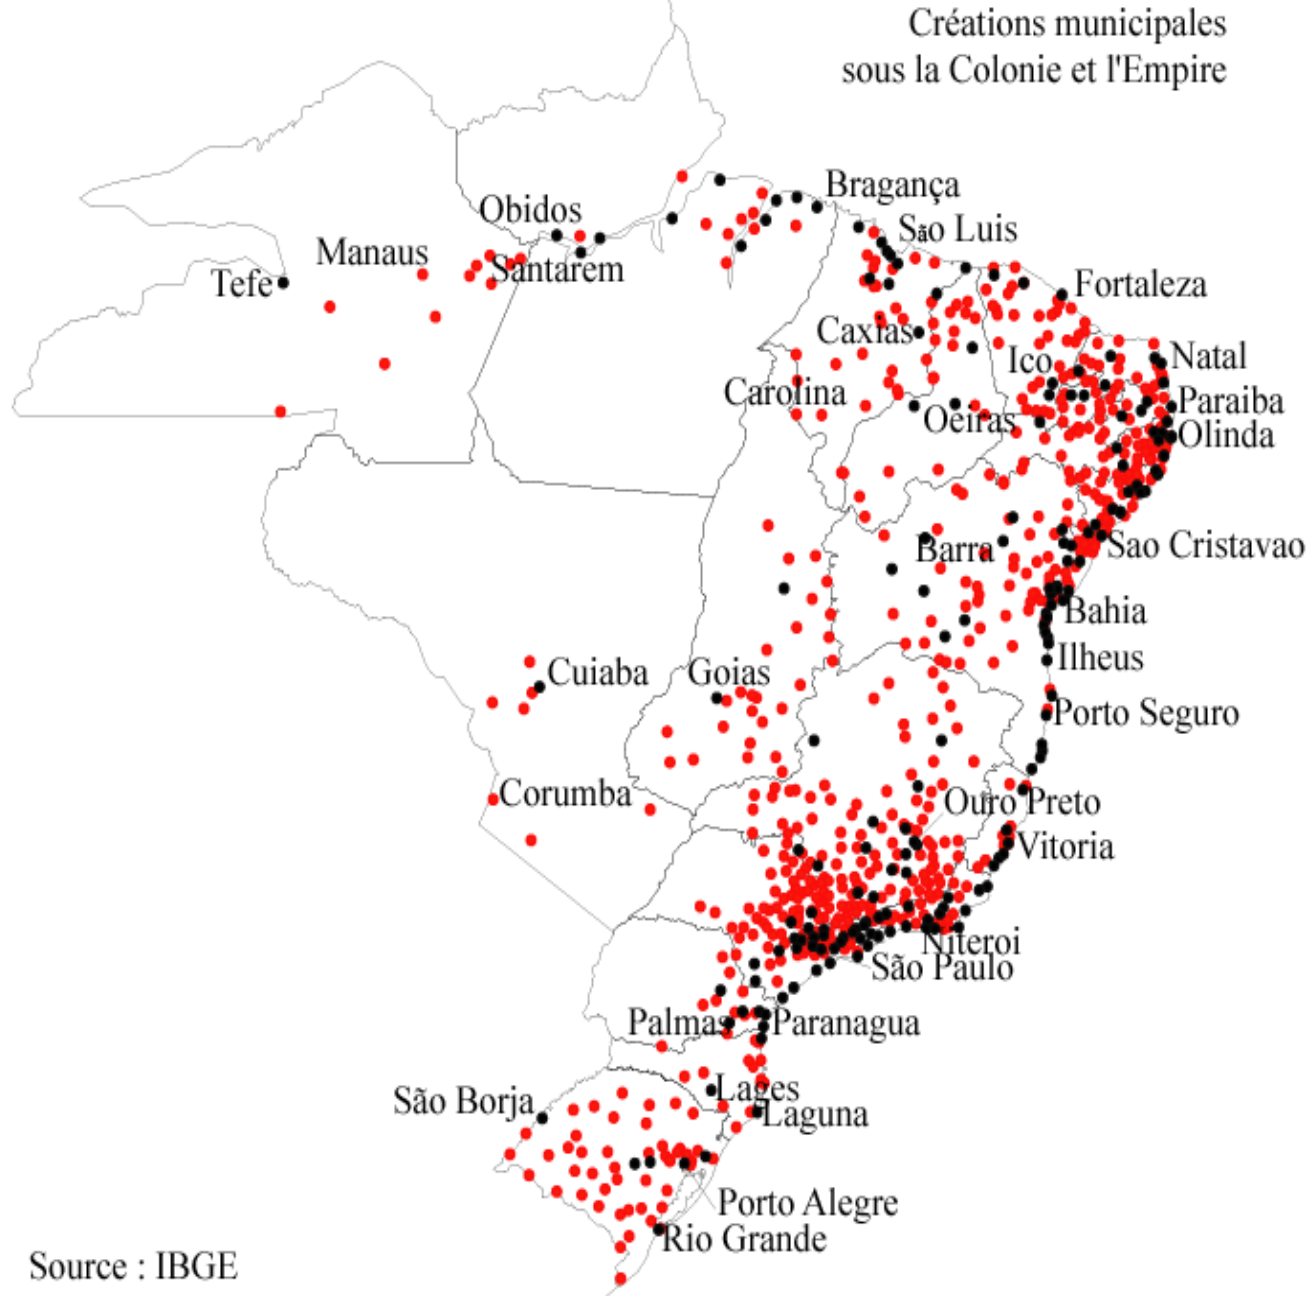 Créations municipales
sous la Colonie et l'Empire
Bragança
Obidos
São Luis
Manaus
Santarem
Tefe
Fortaleza
Caxias
Ico
Natal
Carolina
Paraiba
Oeiras
Olinda
Barra
Sao Cristavao
Bahia
Ilheus
Cuiaba
Goias
Porto Seguro
Corumba
Ouro Preto
Vitoria
Niteroi
São Paulo
Palmas
Paranagua
Lages
São Borja
Laguna
Porto Alegre
Rio Grande
Source : IBGE